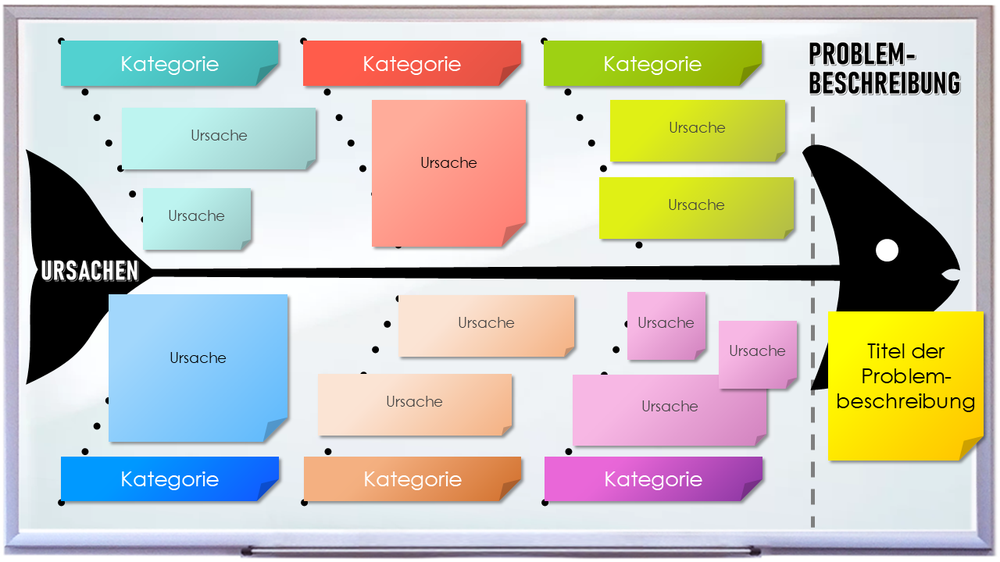 Kategorie
Kategorie
Kategorie
PROBLEM-
BESCHREIBUNG
Ursache
Ursache
Ursache
Ursache
Ursache
Ursache
URSACHEN
Ursache
Ursache
Ursache
Ursache
Ursache
Ursache
Titel der
Problem-
beschreibung
Kategorie
Kategorie
Kategorie